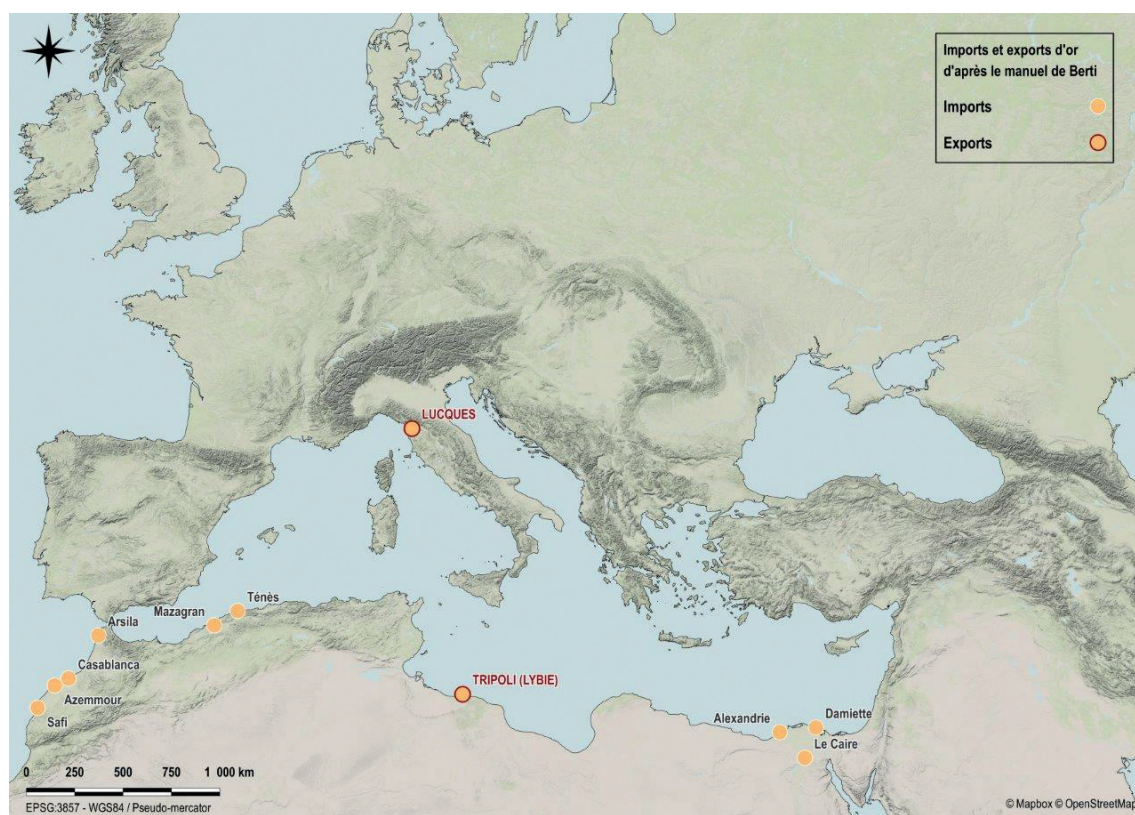 Imports et exports d'or
d'après le manuel de Berti
Imports
Exports
LUCQUES
Ténès
Mazagran
Arsila
Casablanca
Azemmour
Safi
TRIPOLI (LYBIE)
Alexandrie
Damiette
Le Caire
0 250 500 750 1 000 km
EPSG:3857 - WGS84 / Pseudo-mercator
© Mapbox © OpenStreetMap